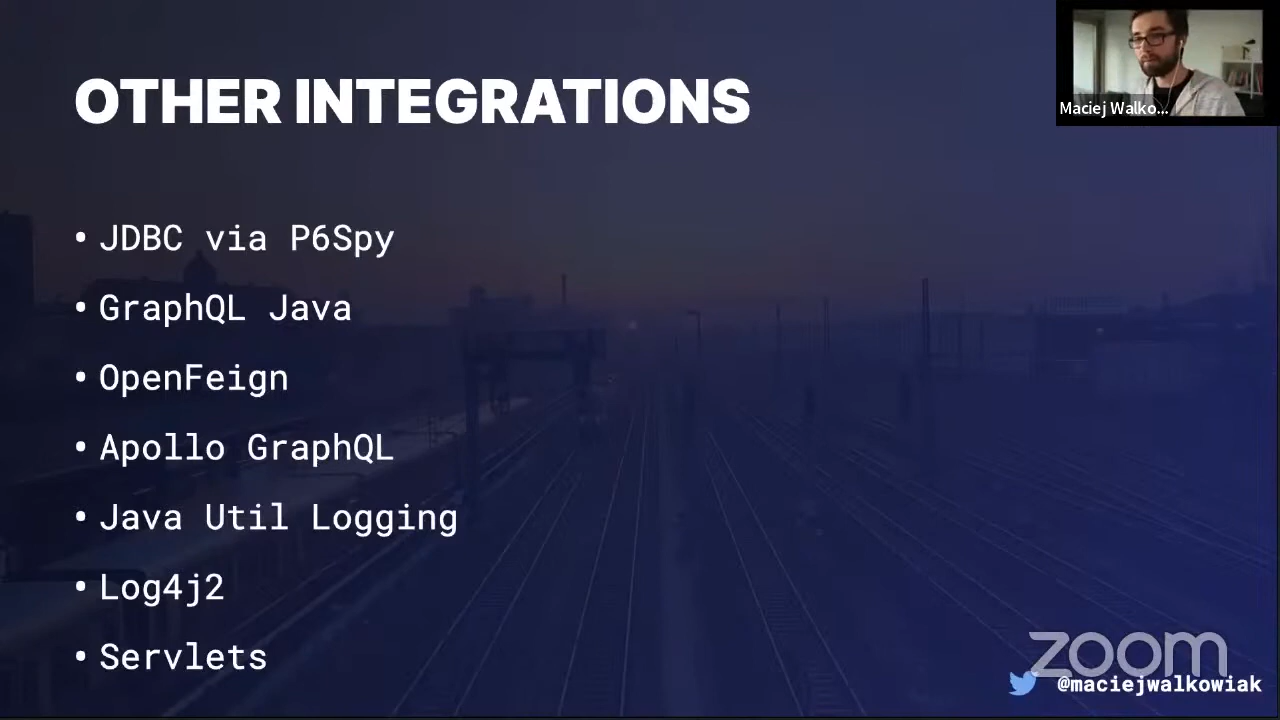 OTHER INTEGRATIONS
Maciej Walko...
• JDBC via P6Spy
• GraphQL Java
• OpenFeign
• Apollo GraphQL
• Java Util Logging
• Log4j2
• Servlets
zoom
@maciejwalkowiak